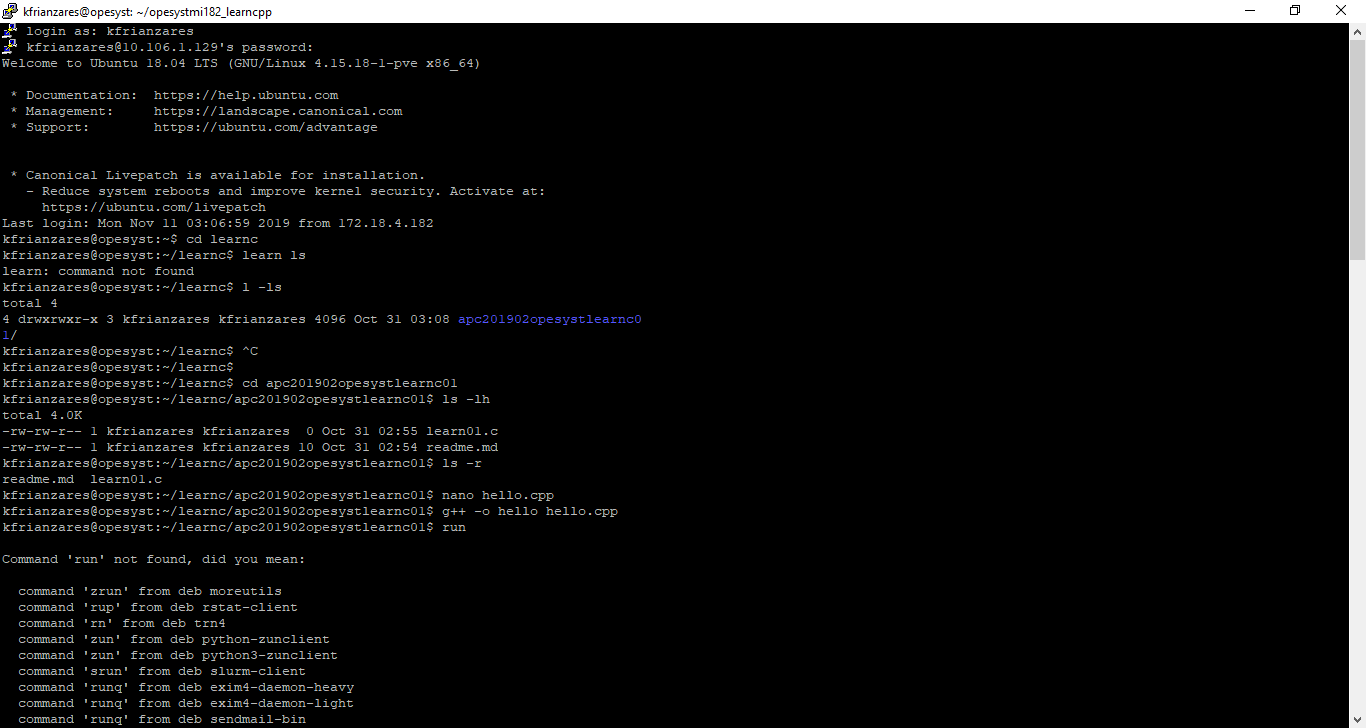 kfrianzares@opesyst: ~/opesystmi182_learncpp
login as: kfrianzares
kfrianzares@10.106.1.129's password:
Welcome to Ubuntu 18.04 LTS (GNU/Linux 4.15.18-1-pve x86_64)
* Documentation:  https://help.ubuntu.com
* Management:     https://landscape.canonical.com
* Support:        https://ubuntu.com/advantage
* Canonical Livepatch is available for installation.
- Reduce system reboots and improve kernel security. Activate at:
https://ubuntu.com/livepatch
Last login: Mon Nov 11 03:06:59 2019 from 172.18.4.182
kfrianzares@opesyst:~$ cd learnc
kfrianzares@opesyst:~/learnc$ learn ls
learn: command not found
kfrianzares@opesyst:~/learnc$ l -ls
total 4
4 drwxrwxr-x 3 kfrianzares kfrianzares 4096 Oct 31 03:08 apc201902opesystlearnc0
1/
kfrianzares@opesyst:~/learnc$ ^C
kfrianzares@opesyst:~/learnc$
kfrianzares@opesyst:~/learnc$ cd apc201902opesystlearnc01
kfrianzares@opesyst:~/learnc/apc201902opesystlearnc01$ ls -lh
total 4.0K
-rw-rw-r-- 1 kfrianzares kfrianzares  0 Oct 31 02:55 learn01.c
-rw-rw-r-- 1 kfrianzares kfrianzares 10 Oct 31 02:54 readme.md
kfrianzares@opesyst:~/learnc/apc201902opesystlearnc01$ ls -r
readme.md  learn01.c
kfrianzares@opesyst:~/learnc/apc201902opesystlearnc01$ nano hello.cpp
kfrianzares@opesyst:~/learnc/apc201902opesystlearnc01$ g++ -o hello hello.cpp
kfrianzares@opesyst:~/learnc/apc201902opesystlearnc01$ run
Command 'run' not found, did you mean:
command 'zrun' from deb moreutils
command 'rup' from deb rstat-client
command 'rn' from deb trn4
command 'zun' from deb python-zunclient
command 'zun' from deb python3-zunclient
command 'srun' from deb slurm-client
command 'runq' from deb exim4-daemon-heavy
command 'runq' from deb exim4-daemon-light
command 'runq' from deb sendmail-bin